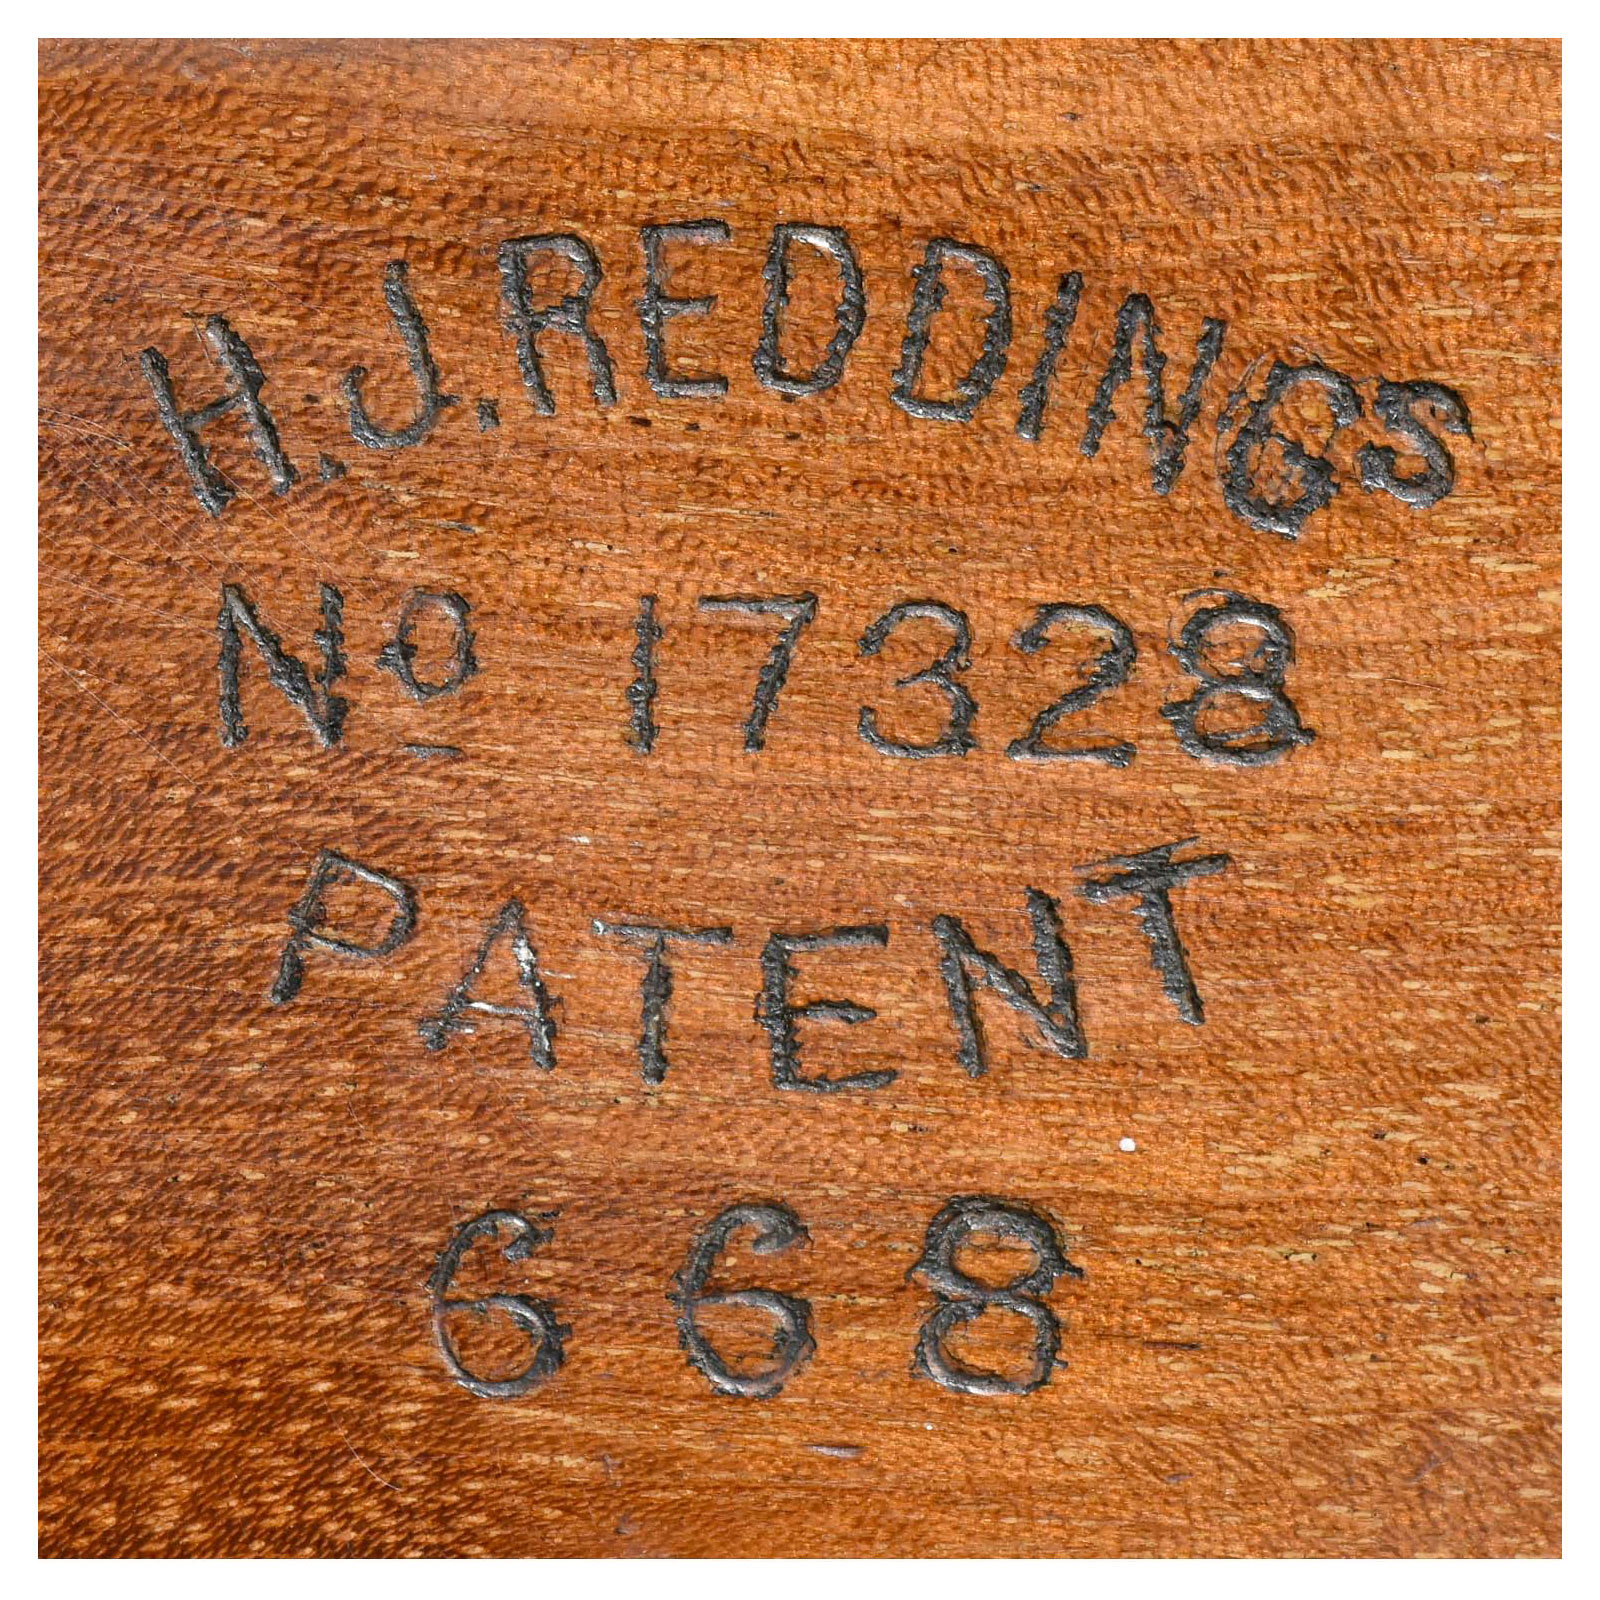 H.J.REDDINGS
Nº 17328
PATENT
668